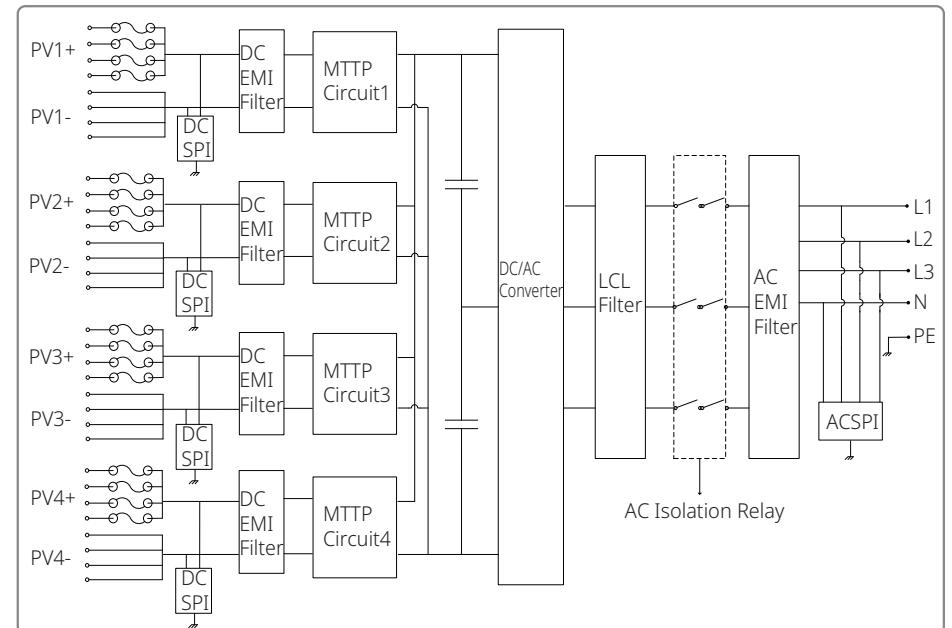 PV1+
PV1-
DC
SPI
DC
EMI
Filter
MTTP
Circuit1
PV2+
PV2-
DC
SPI
DC
EMI
Filter
MTTP
Circuit2
PV3+
PV3-
DC
SPI
DC
EMI
Filter
MTTP
Circuit3
PV4+
PV4-
DC
SPI
DC
EMI
Filter
MTTP
Circuit4
DC/AC
Converter
LCL
Filter
AC Isolation Relay
AC
EMI
Filter
L1
L2
L3
N
PE
ACSPI